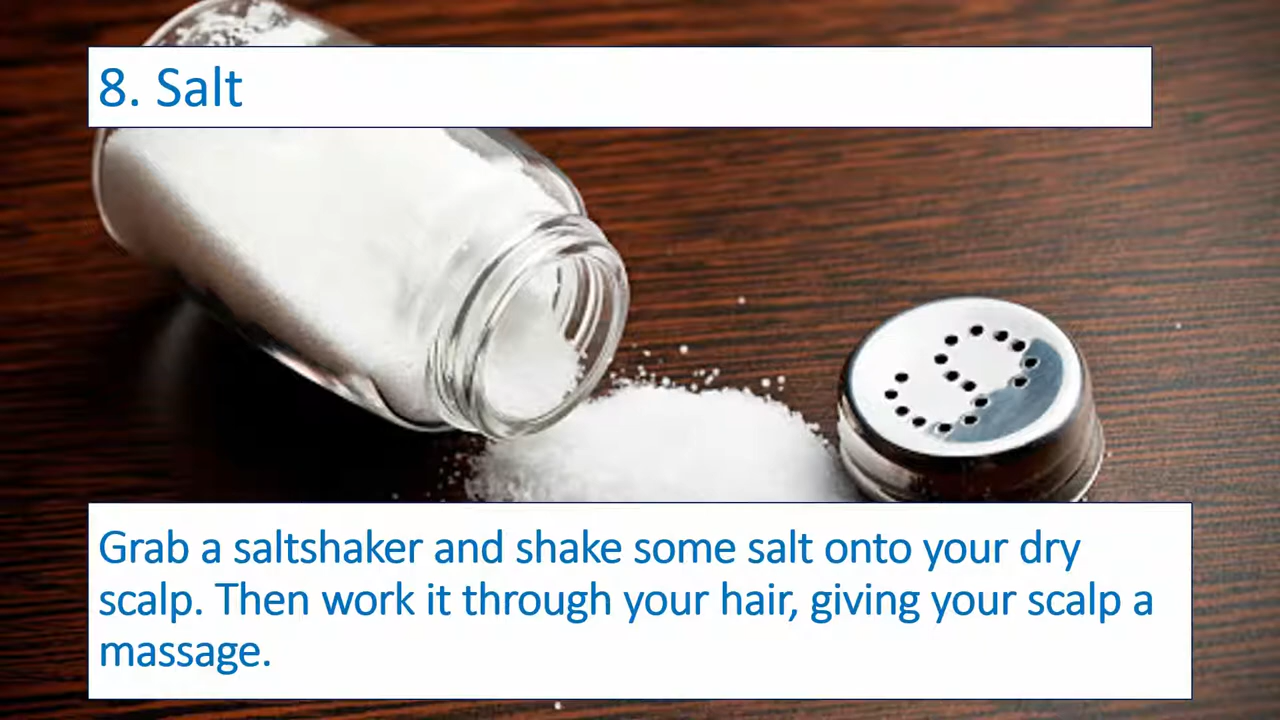 8. Salt
Grab a saltshaker and shake some salt onto your dry
scalp. Then work it through your hair, giving your scalp a
massage.